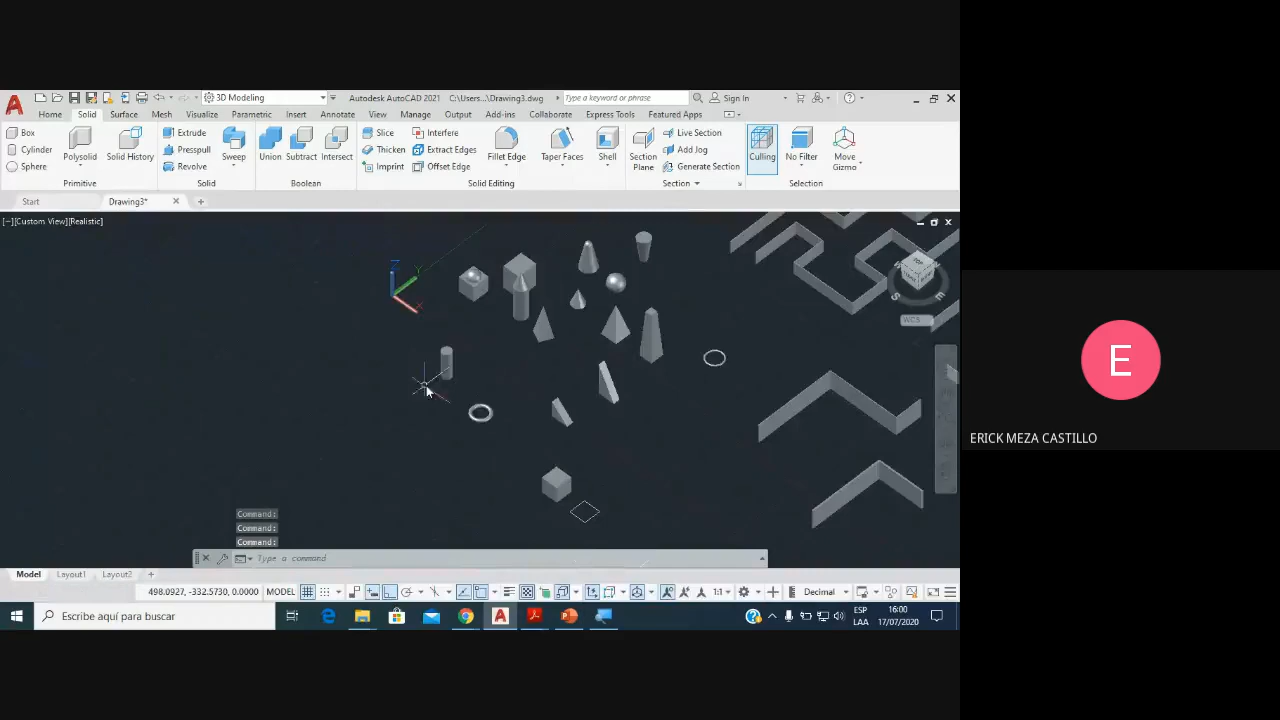 3D Modeling
Autodesk AutoCAD 2021 C:\Users...\Drawing3.dwg
Type a keyword or phrase
Sign In
Home Solid Surface Mesh Visualize Parametric Insert Annotate View Manage Output Add-ins Collaborate Express Tools Featured Apps
Box
Cylinder
Sphere
Polysolid
Solid History
Primitive
Extrude
Presspull
Revolve
Sweep
Solid
Union
Subtract
Intersect
Boolean
Slice
Thicken
Imprint
Interfere
Extract Edges
Offset Edge
Fillet Edge
Taper Faces
Shell
Solid Editing
Section
Plane
Live Section
Add Jog
Generate Section
Section
Culling
No Filter
Move
Gizmo
Selection
Start
Drawing3*
[−][Custom View][Realistic]
Z
Y
X
TOP
S
E
WCS
Command:
Command:
Command:
Type a command
Model Layout1 Layout2
498.0927, -332.5730, 0.0000 MODEL
1:1
Decimal
Escribe aquí para buscar
ESP
LAA
16:00
17/07/2020
E
ERICK MEZA CASTILLO